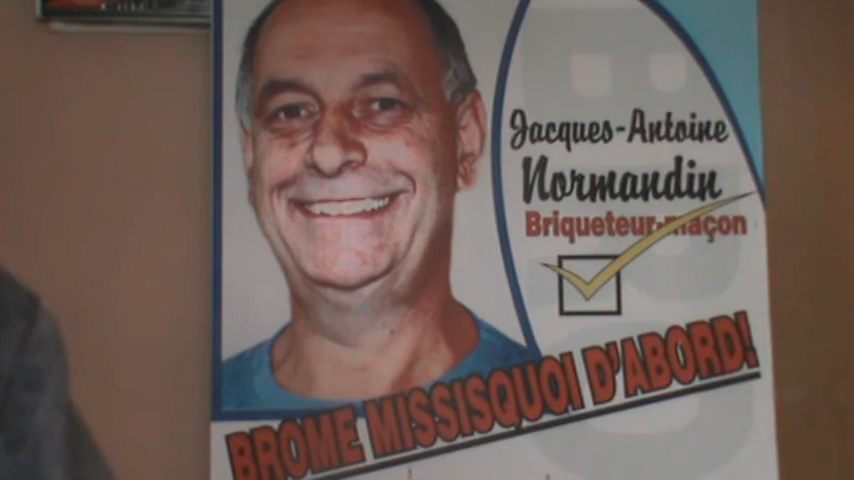 Jacques-Antoine
Normandin
Briqueteur-maçon
BROME MISSISQUOI D'ABORD!